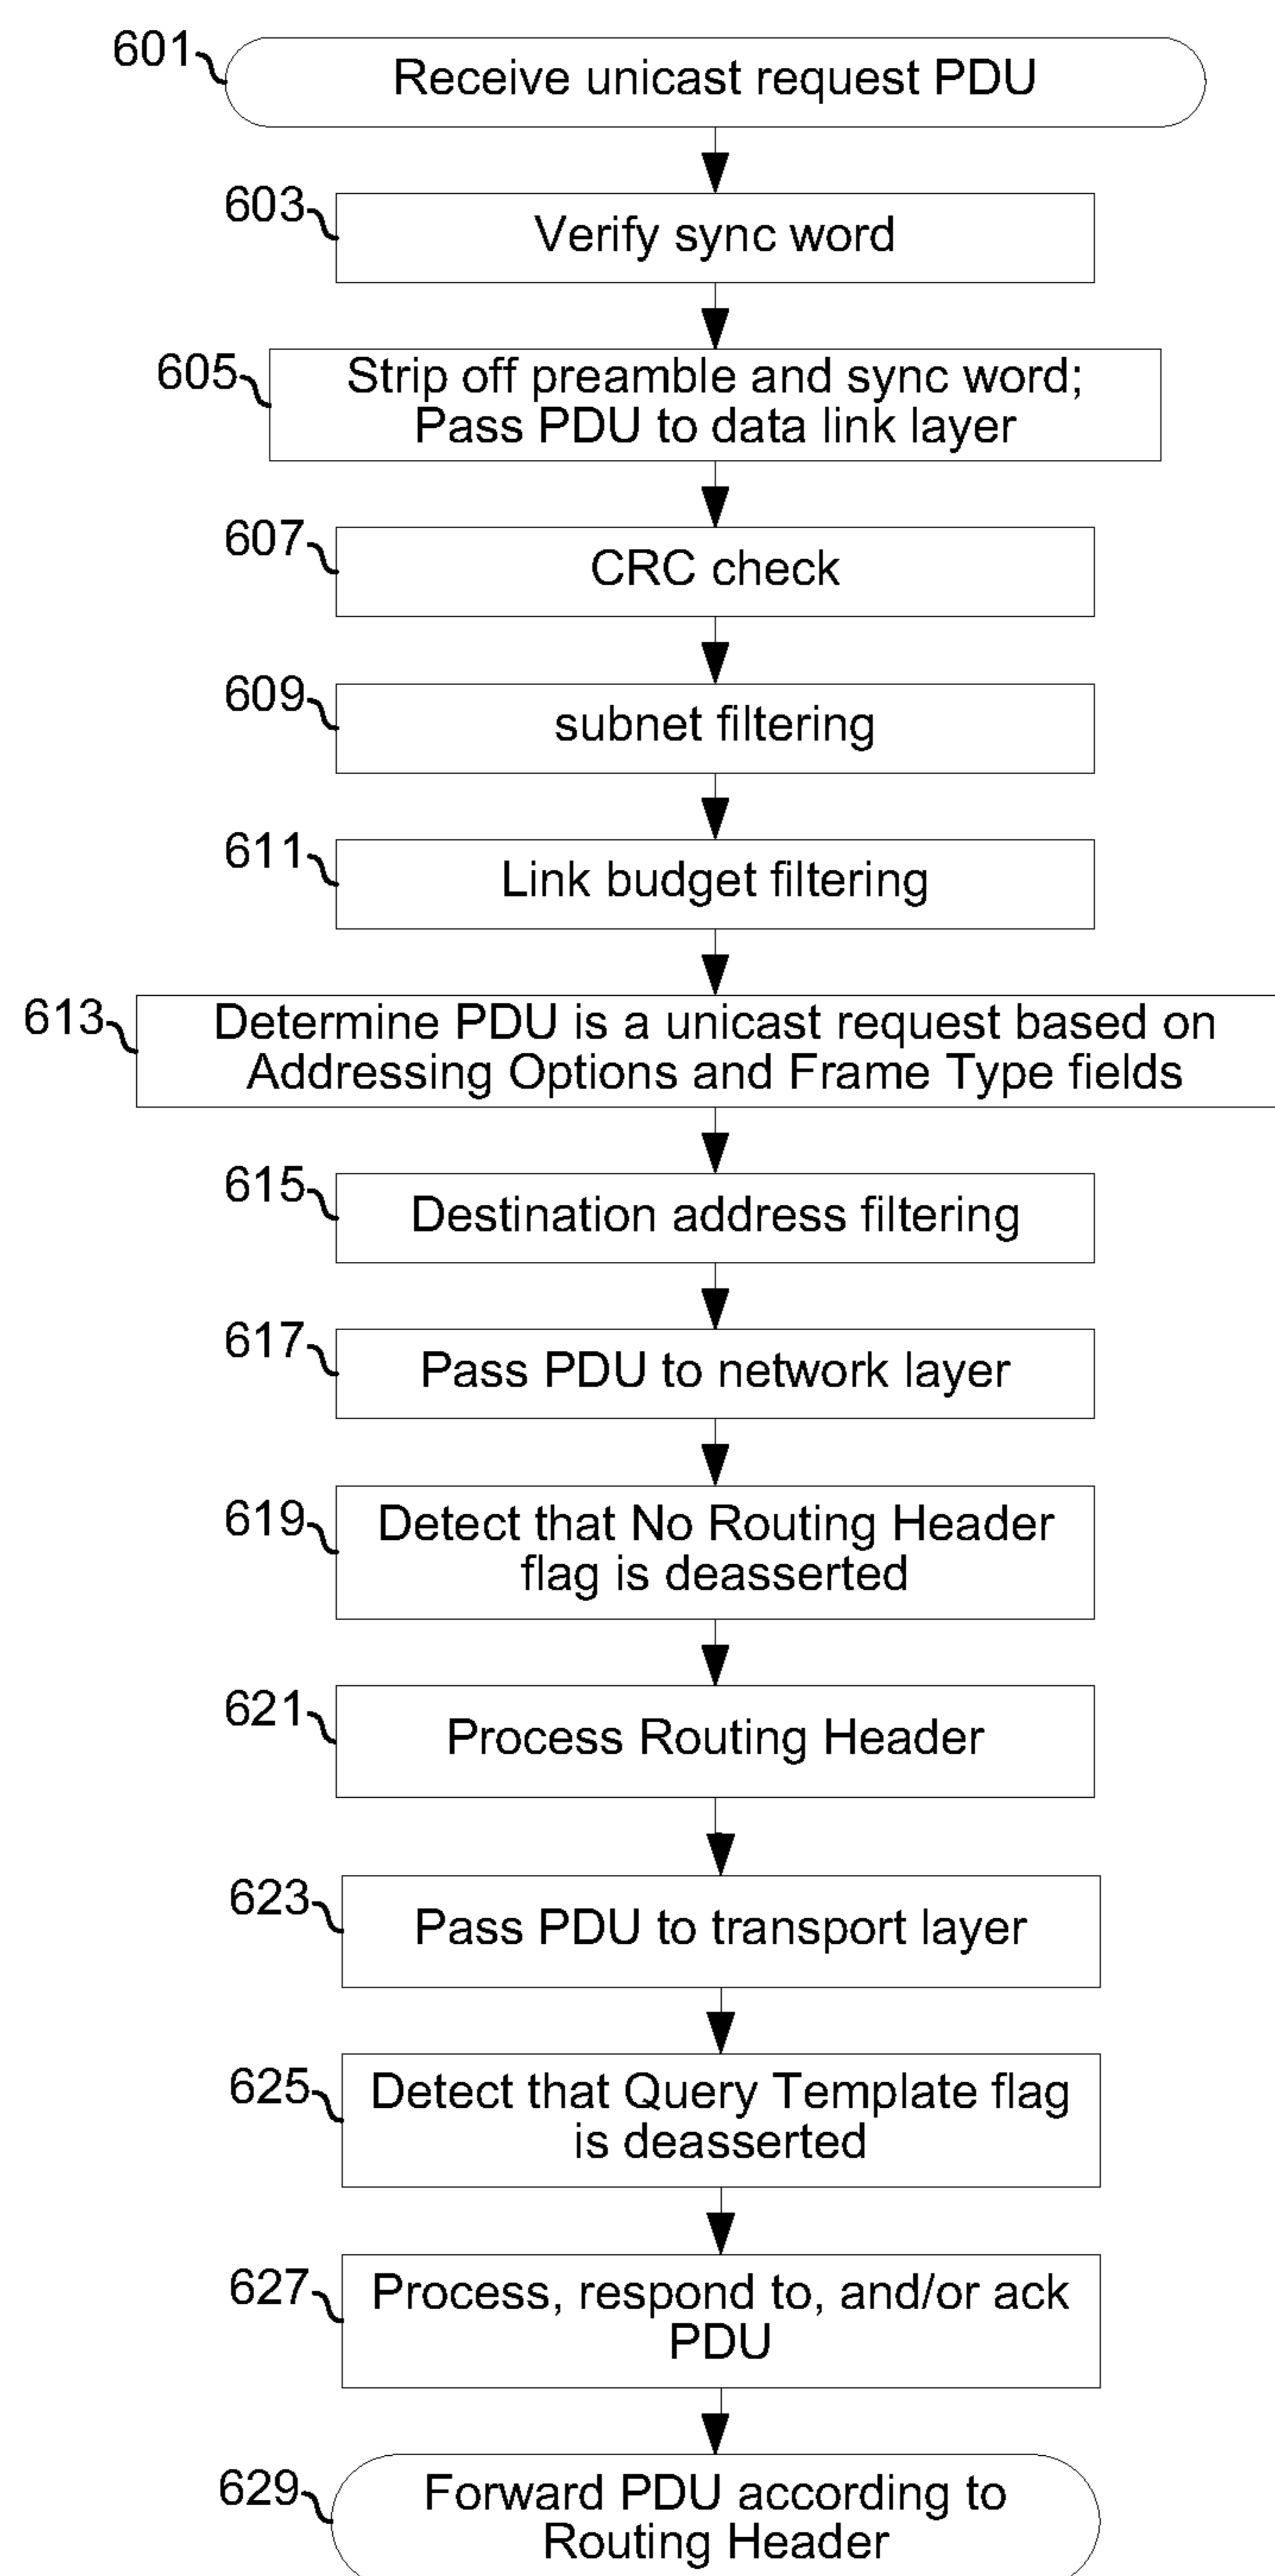 601
Receive unicast request PDU
603
Verify sync word
605
Strip off preamble and sync word;
Pass PDU to data link layer
607
CRC check
609
subnet filtering
611
Link budget filtering
613
Determine PDU is a unicast request based on
Addressing Options and Frame Type fields
615
Destination address filtering
617
Pass PDU to network layer
619
Detect that No Routing Header
flag is deasserted
621
Process Routing Header
623
Pass PDU to transport layer
625
Detect that Query Template flag
is deasserted
627
Process, respond to, and/or ack
PDU
629
Forward PDU according to
Routing Header